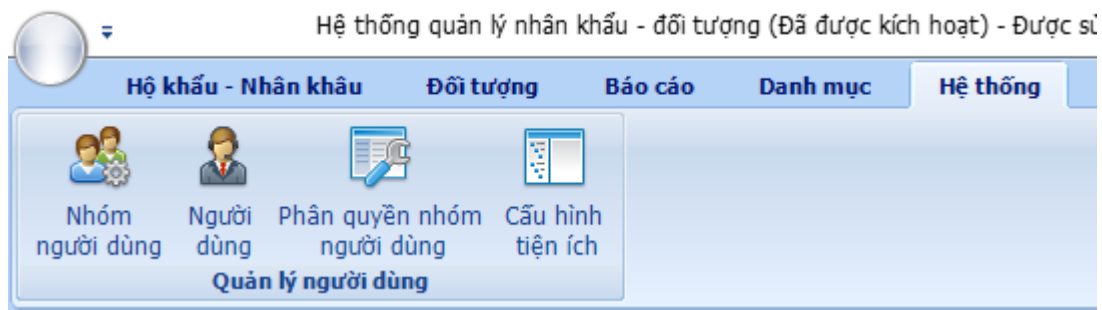 Hệ thống quản lý nhân khẩu - đối tượng (Đã được kích hoạt) - Được
Hộ khẩu - Nhân khâu Đối tượng Báo cáo Danh mục Hệ thống
Nhóm người dùng
Người dùng
Phân quyền nhóm người dùng
Cấu hình tiện ích
Quản lý người dùng